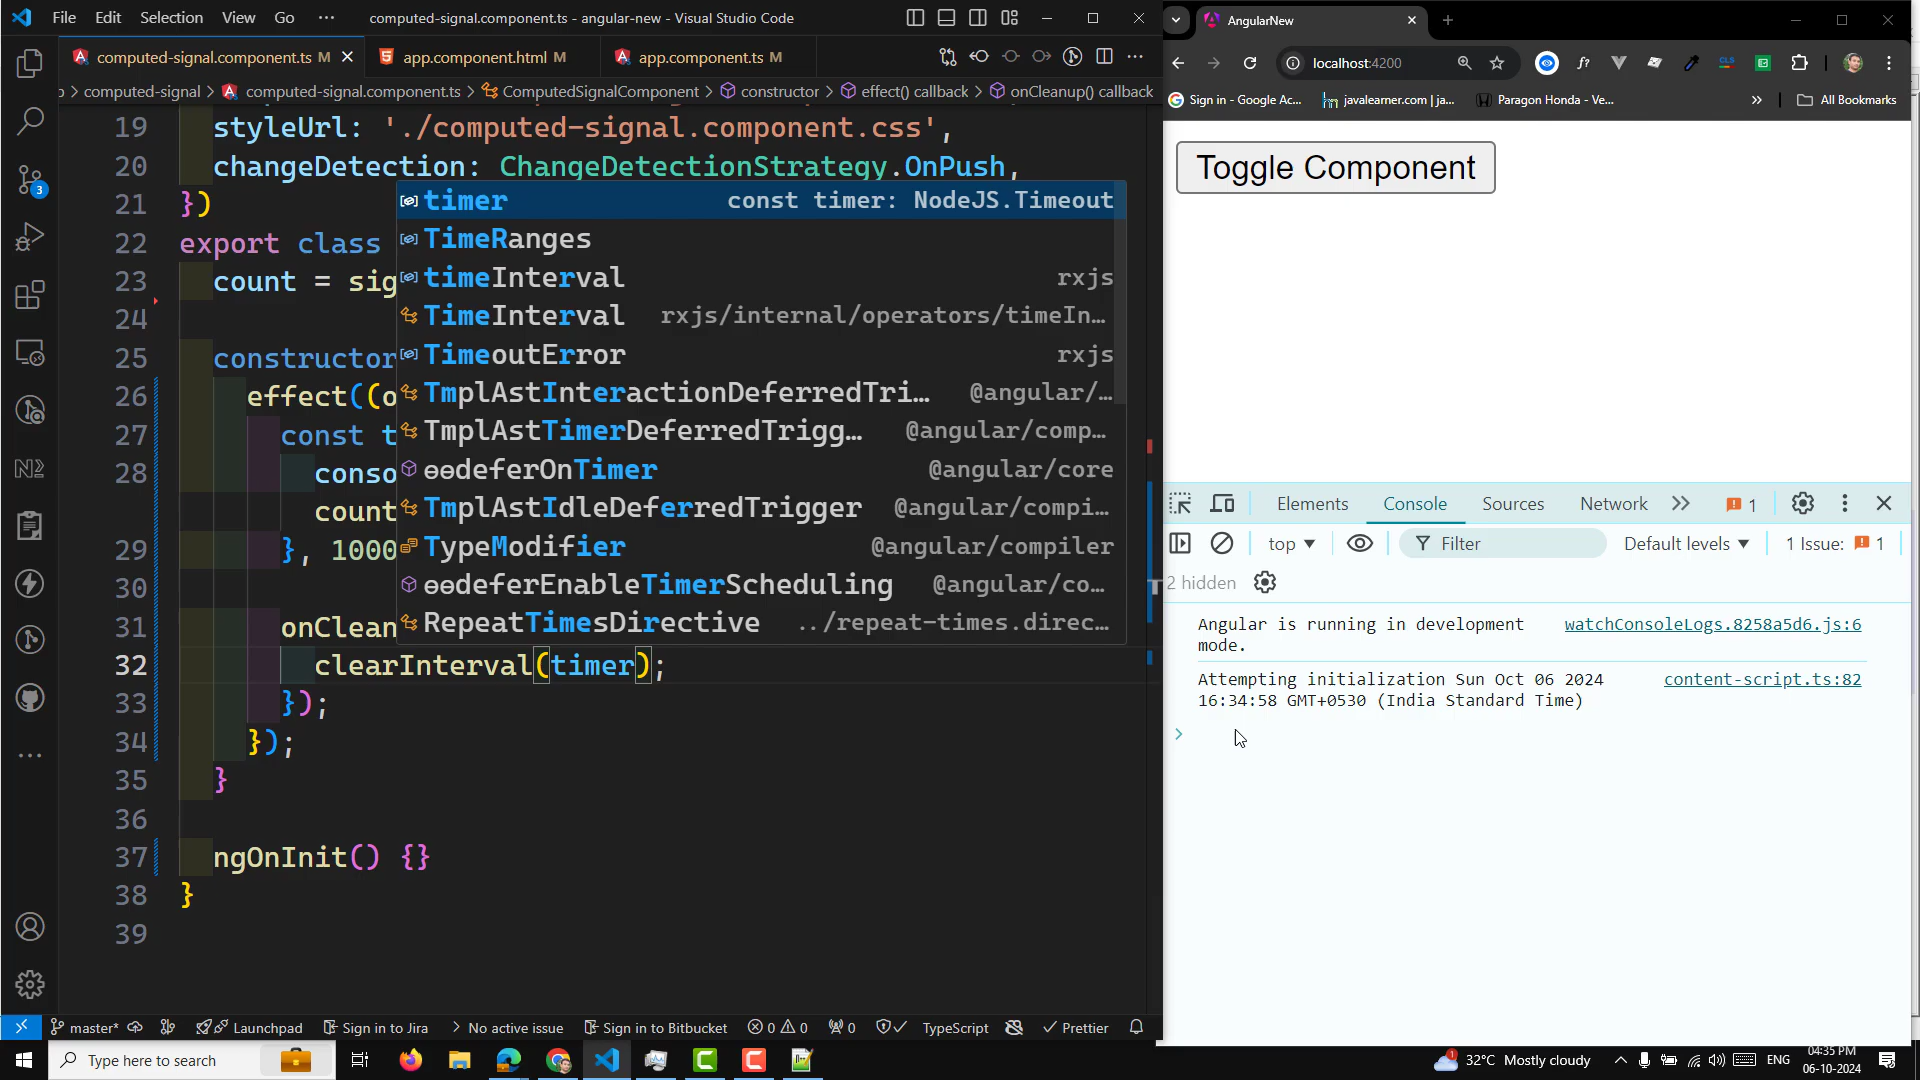 File Edit Selection View Go ··· computed-signal.component.ts - angular-new - Visual Studio Code
computed-signal.component.ts M
app.component.html M
app.component.ts M
computed-signal > computed-signal.component.ts > ComputedSignalComponent > constructor > effect() callback > onCleanup() callback
19 styleUrl: './computed-signal.component.css',
20 changeDetection: ChangeDetectionStrategy.OnPush,
21 })
22 export class
23 count = sig
24
25 constructor
26 effect((o
27 const t
28 conso
count
29 }, 1000
30
31 onClean
32 clearInterval(timer);
33 });
34 });
35 }
36
37 ngOnInit() {}
38 }
39
timer const timer: NodeJS.Timeout
TimeRanges
timeInterval rxjs
TimeInterval rxjs/internal/operators/timeIn…
TimeoutError rxjs
TmplAstInteractionDeferredTri… @angular/…
TmplAstTimerDeferredTrigg… @angular/comp…
ɵɵdeferOnTimer @angular/core
TmplAstIdleDeferredTrigger @angular/compi…
TypeModifier @angular/compiler
ɵɵdeferEnableTimerScheduling @angular/co…
RepeatTimesDirective ../repeat-times.direc…
3
master* Launchpad Sign in to Jira > No active issue Sign in to Bitbucket 0 0 0 TypeScript Prettier
AngularNew
localhost:4200
Sign in - Google Ac...
javalearner.com | ja...
Paragon Honda - Ve...
» All Bookmarks
Toggle Component
Elements Console Sources Network » 1
top Filter Default levels 1 Issue: 1
2 hidden
Angular is running in development watchConsoleLogs.8258a5d6.js:6
mode.
Attempting initialization Sun Oct 06 2024 content-script.ts:82
16:34:58 GMT+0530 (India Standard Time)
Type here to search
32°C Mostly cloudy
ENG
04:35 PM
06-10-2024